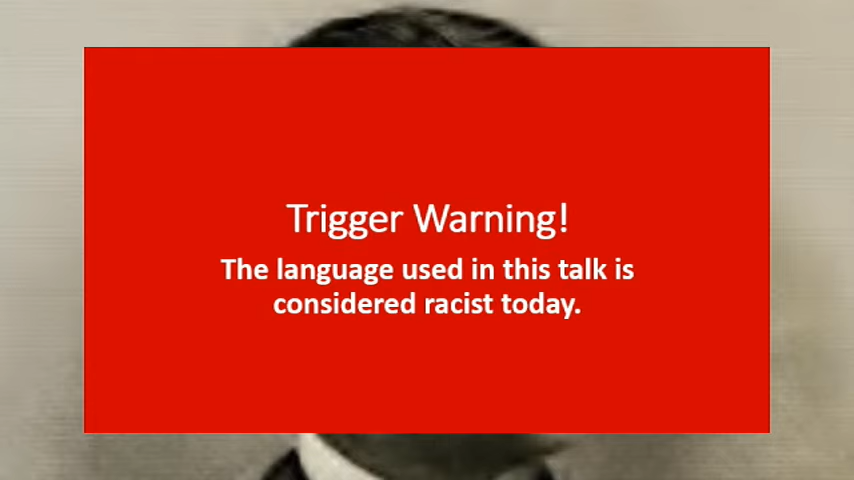 Trigger Warning!
The language used in this talk is
considered racist today.